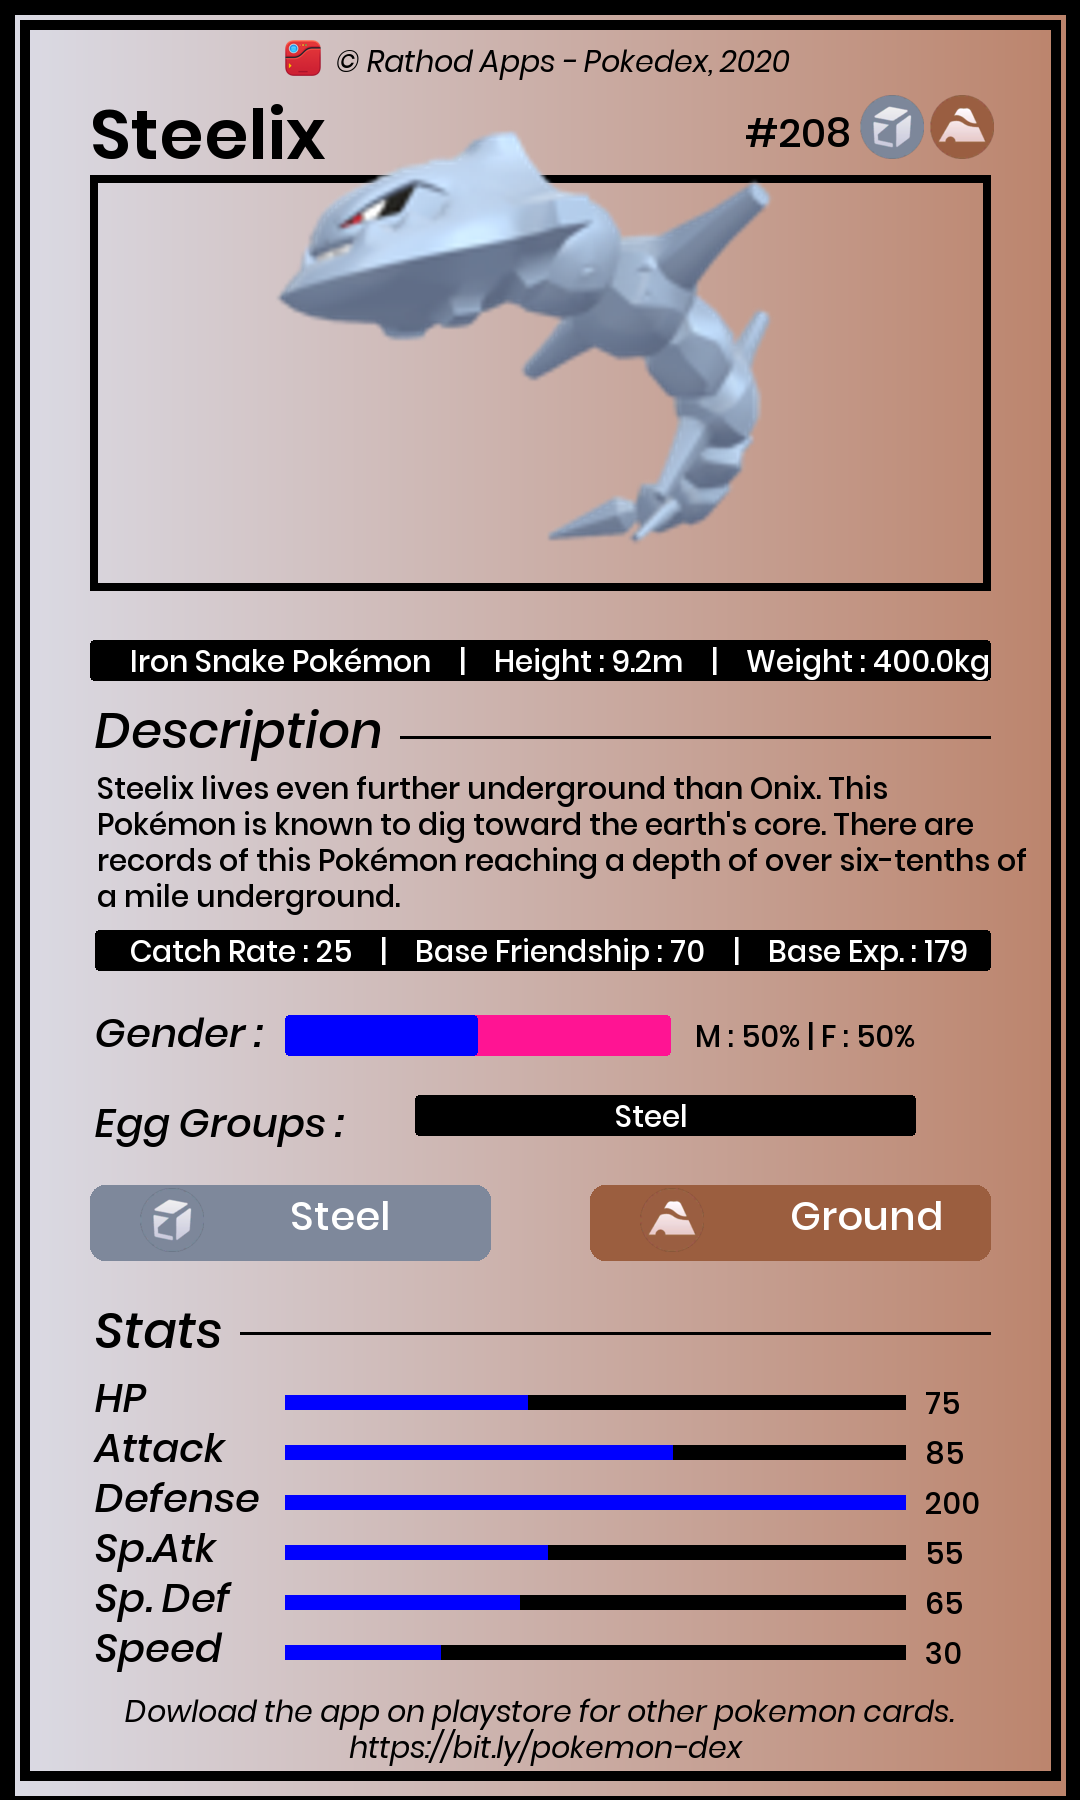 © Rathod Apps - Pokedex, 2020
Steelix #208
Iron Snake Pokémon | Height : 9.2m | Weight : 400.0kg
Description
Steelix lives even further underground than Onix. This
Pokémon is known to dig toward the earth's core. There are
records of this Pokémon reaching a depth of over six-tenths of
a mile underground.
Catch Rate : 25 | Base Friendship : 70 | Base Exp. : 179
Gender : M : 50% | F : 50%
Egg Groups : Steel
Steel Ground
Stats
HP 75
Attack 85
Defense 200
Sp.Atk 55
Sp. Def 65
Speed 30
Dowload the app on playstore for other pokemon cards.
https://bit.ly/pokemon-dex